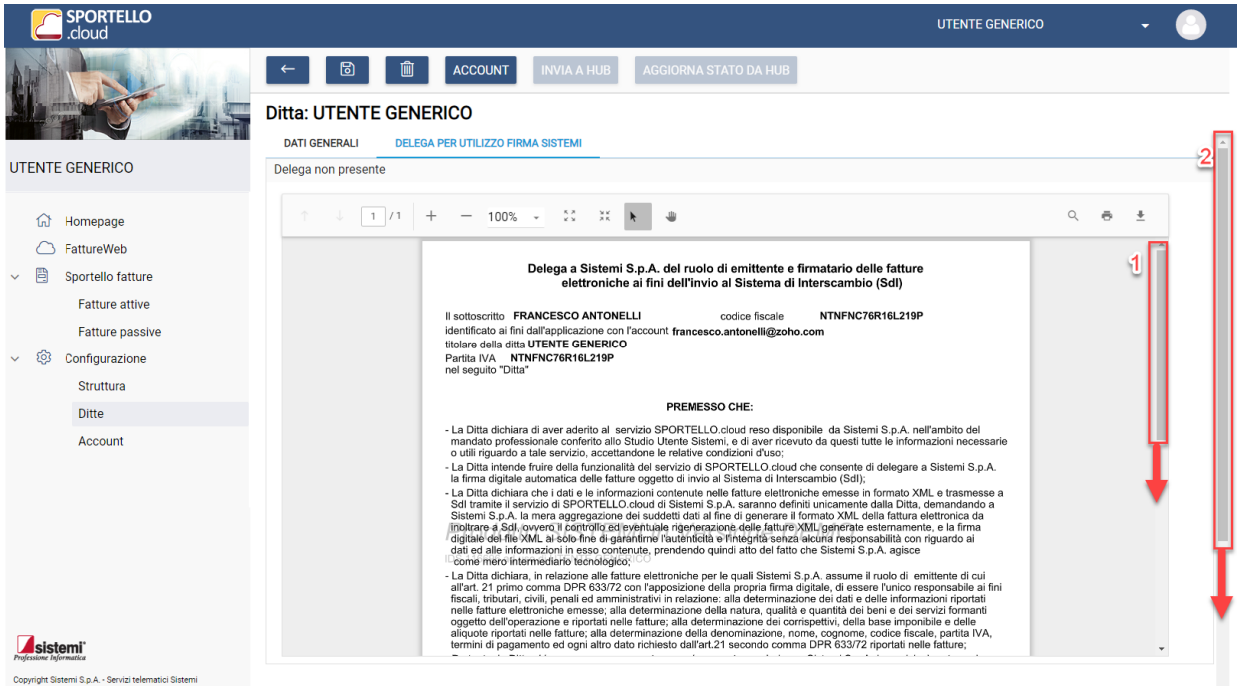 SPORTELLO
.cloud
UTENTE GENERICO
ACCOUNT
INVIA A HUB
AGGIORNA STATO DA HUB
Ditta: UTENTE GENERICO
DATI GENERALI
DELEGA PER UTILIZZO FIRMA SISTEMI
Delega non presente
UTENTE GENERICO
Homepage
FattureWeb
Sportello fatture
Fatture attive
Fatture passive
Configurazione
Struttura
Ditte
Account
sistemi
Professione Informatica
Copyright Sistemi S.p.A. - Servizi telematici Sistemi
1 / 1
100%
1
2
Delega a Sistemi S.p.A. del ruolo di emittente e firmatario delle fatture
elettroniche ai fini dell'invio al Sistema di Interscambio (SdI)
Il sottoscritto FRANCESCO ANTONELLI codice fiscale NTNFNC76R16L219P
identificato ai fini dall'applicazione con l'account francesco.antonelli@zoho.com
titolare della ditta UTENTE GENERICO
Partita IVA NTNFNC76R16L219P
nel seguito "Ditta"
PREMESSO CHE:
- La Ditta dichiara di aver aderito al servizio SPORTELLO.cloud reso disponibile da Sistemi S.p.A. nell'ambito del
mandato professionale conferito allo Studio Utente Sistemi, e di aver ricevuto da questi tutte le informazioni necessarie
o utili riguardo a tale servizio, accettandone le relative condizioni d'uso;
- La Ditta intende fruire della funzionalità del servizio di SPORTELLO.cloud che consente di delegare a Sistemi S.p.A.
la firma digitale automatica delle fatture oggetto di invio al Sistema di Interscambio (SdI);
- La Ditta dichiara che i dati e le informazioni contenute nelle fatture elettroniche emesse in formato XML e trasmesse a
SdI tramite il servizio di SPORTELLO.cloud di Sistemi S.p.A. saranno definiti unicamente dalla Ditta, demandando a
Sistemi S.p.A. la mera aggregazione dei suddetti dati al fine di generare il formato XML della fattura elettronica da
inoltrare a SdI, ovvero il controllo ed eventuale rigenerazione delle fatture XML generate esternamente, e la firma
digitale del file XML al solo fine di garantirne l'autenticità e l'integrità senza alcuna responsabilità con riguardo ai
dati ed alle informazioni in esso contenute, prendendo quindi atto del fatto che Sistemi S.p.A. agisce
come mero intermediario tecnologico;
- La Ditta dichiara, in relazione alle fatture elettroniche per le quali Sistemi S.p.A. assume il ruolo di emittente di cui
all'art. 21 primo comma DPR 633/72 con l'apposizione della propria firma digitale, di essere l'unico responsabile ai fini
fiscali, tributari, civili, penali ed amministrativi in relazione: alla determinazione dei dati e delle informazioni riportati
nelle fatture elettroniche emesse; alla determinazione della natura, qualità e quantità dei beni e dei servizi formanti
oggetto dell'operazione e riportati nelle fatture; alla determinazione dei corrispettivi, della base imponibile e delle
aliquote riportati nelle fatture; alla determinazione della denominazione, nome, cognome, codice fiscale, partita IVA,
termini di pagamento ed ogni altro dato richiesto dall'art.21 secondo comma DPR 633/72 riportati nelle fatture;